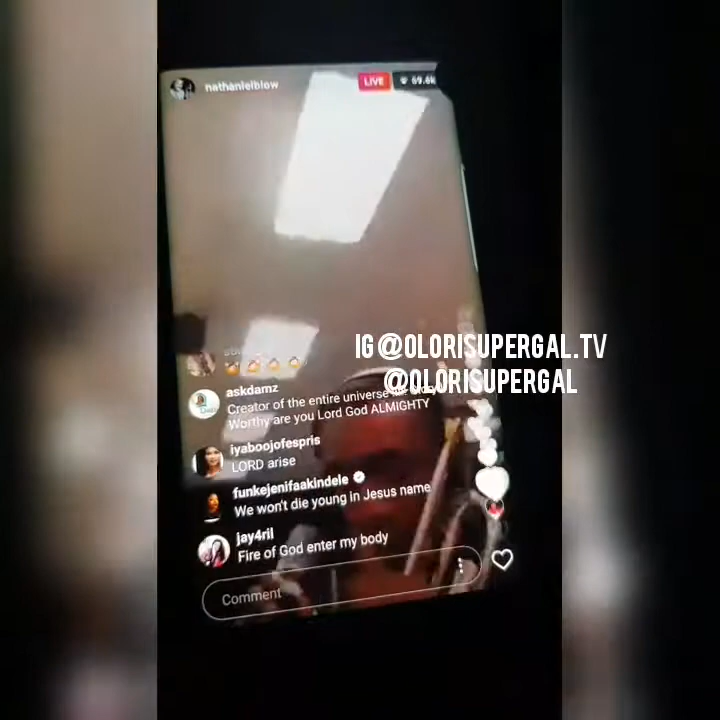 nathanielblow
LIVE
69.6k
IG @OLORISUPERGAL.TV
@OLORISUPERGAL
askdamz
Creator of the entire universe
Worthy are you Lord God ALMIGHTY
iyaboojofespris
LORD arise
funkejenifaakindele
We won't die young in Jesus name
jay4ril
Fire of God enter my body
Comment